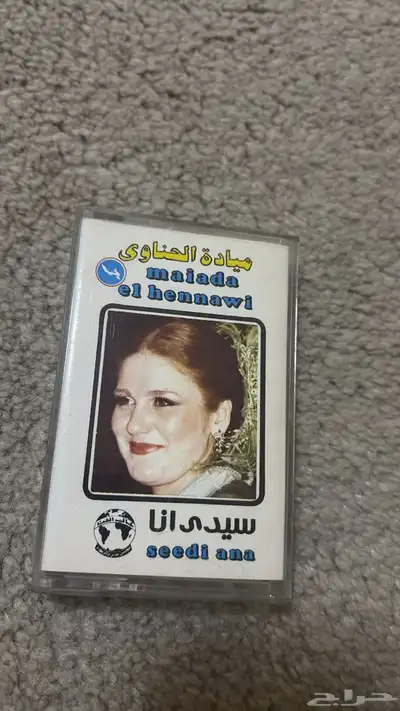 ميادة الحناوى
maiada
el hennawi
سيدى انا
seedi ana
حراج